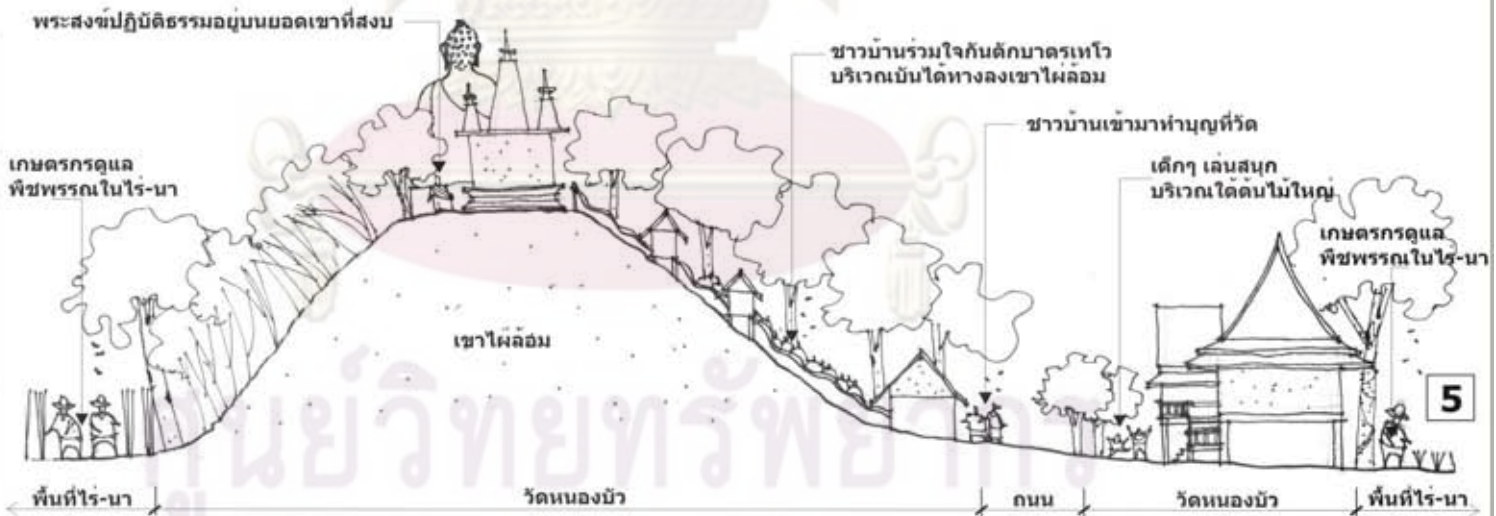 พระสงฆ์ปฏิบัติธรรมอยู่บนยอดเขาที่สงบ
ชาวบ้านร่วมใจกันตักบาตรเทโว
บริเวณบันไดทางลงเขาไผ่ล้อม
ชาวบ้านเข้ามาทำบุญที่วัด
เกษตรกรดูแล
พืชพรรณในไร่-นา
เด็กๆ เล่นสนุก
บริเวณใต้ต้นไม้ใหญ่
เกษตรกรดูแล
พืชพรรณในไร่-นา
เขาไผ่ล้อม
5
ศูนย์วิทยทรัพยากร
พื้นที่ไร่-นา
วัดหนองบัว
ถนน
วัดหนองบัว
พื้นที่ไร่-นา